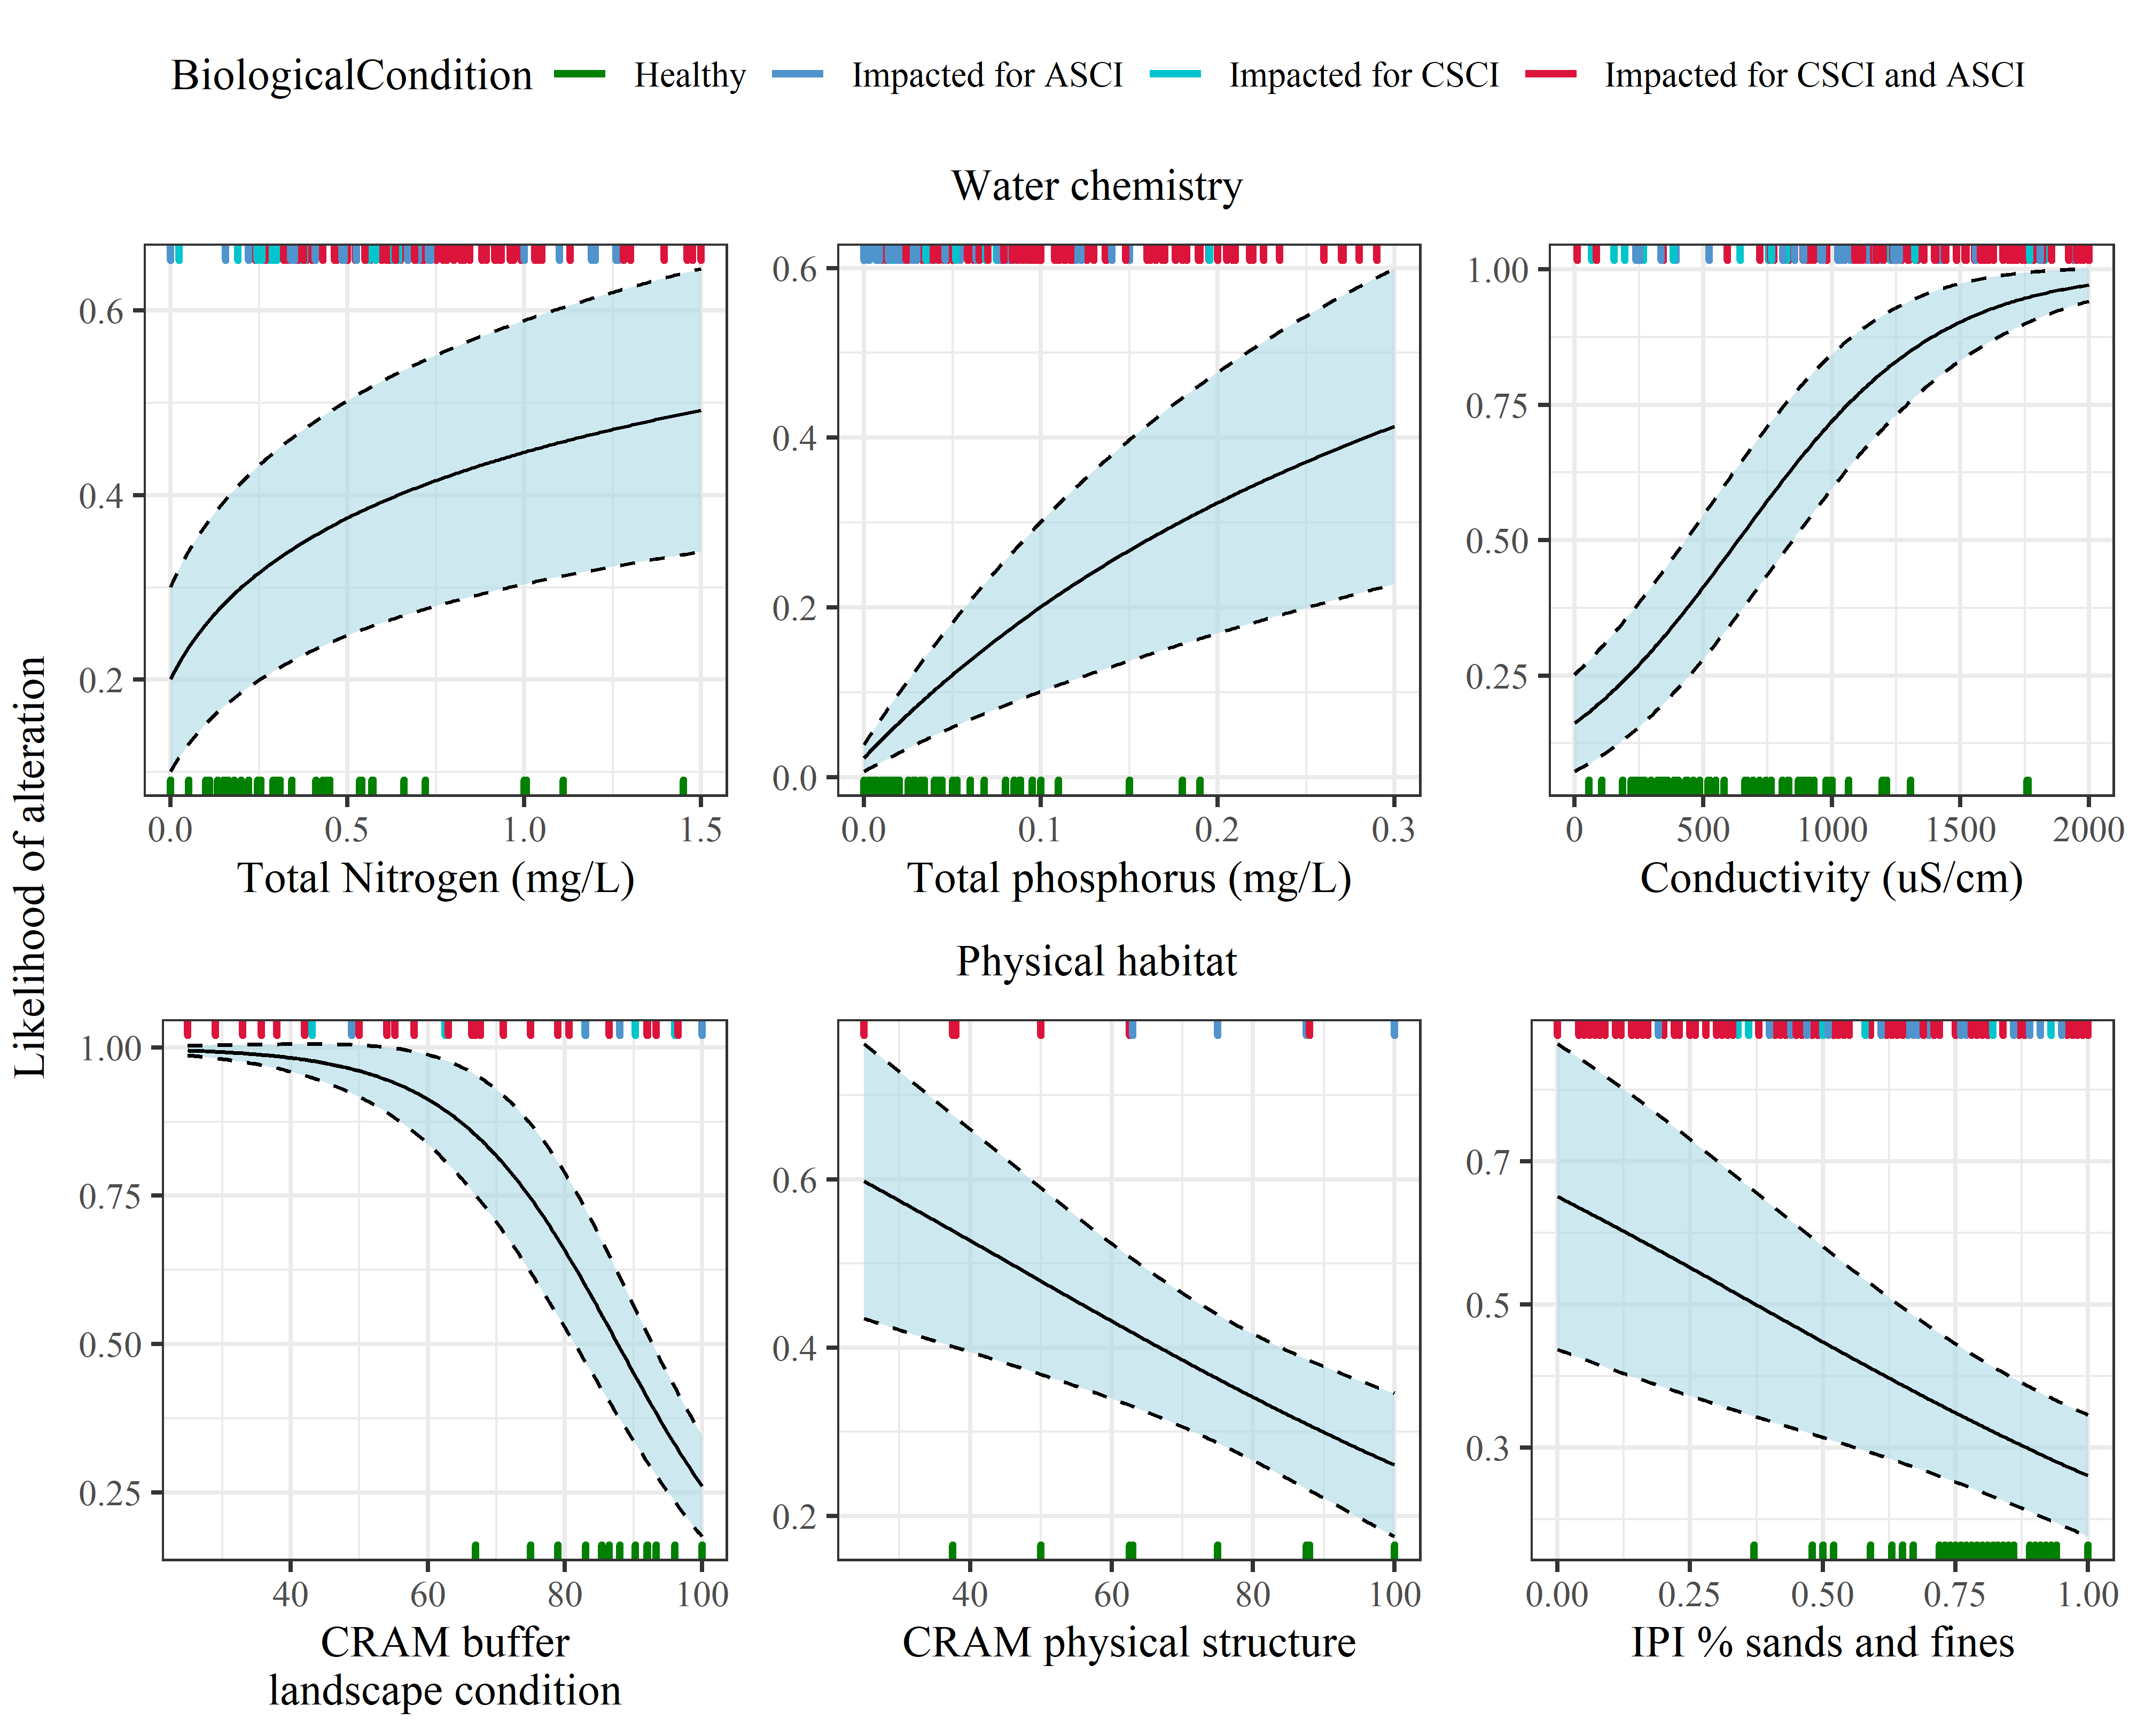 BiologicalCondition Healthy Impacted for ASCI Impacted for CSCI Impacted for CSCI and ASCI
Likelihood of alteration
Water chemistry
0.6
0.4
0.2
0.0 0.5 1.0 1.5
Total Nitrogen (mg/L)
0.6
0.4
0.2
0.0
0.0 0.1 0.2 0.3
Total phosphorus (mg/L)
1.00
0.75
0.50
0.25
0 500 1000 1500 2000
Conductivity (uS/cm)
Physical habitat
1.00
0.75
0.50
0.25
40 60 80 100
CRAM buffer
landscape condition
0.6
0.4
0.2
40 60 80 100
CRAM physical structure
0.7
0.5
0.3
0.00 0.25 0.50 0.75 1.00
IPI % sands and fines